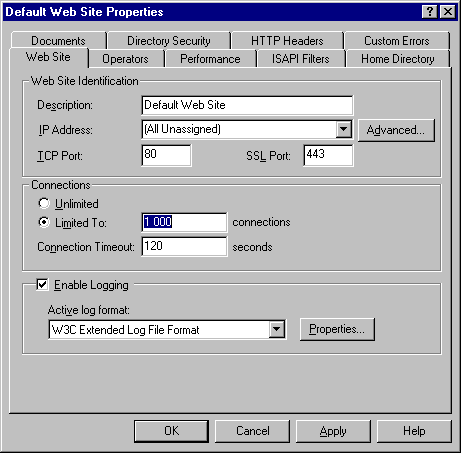 Default Web Site Properties
Documents Directory Security HTTP Headers Custom Errors
Web Site Operators Performance ISAPI Filters Home Directory
Web Site Identification
Description: Default Web Site
IP Address: (All Unassigned) Advanced...
TCP Port: 80 SSL Port: 443
Connections
Unlimited
Limited To: 1 000 connections
Connection Timeout: 120 seconds
Enable Logging
Active log format:
W3C Extended Log File Format Properties...
OK Cancel Apply Help